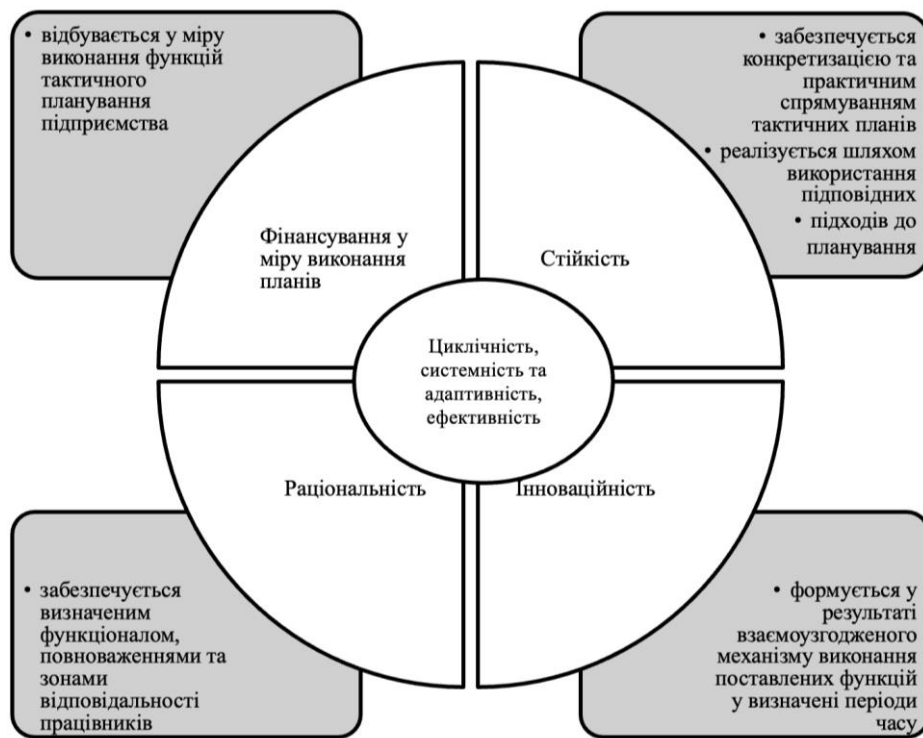 • відбувається у міру
виконання функцій
тактичного
планування
підприємства
• забезпечується
конкретизацією та
практичним
спрямуванням
тактичних планів
• реалізується шляхом
використання
підповідних
• підходів до
планування
Фінансування у
міру виконання
планів
Стійкість
Циклічність,
системність та
адаптивність,
ефективність
Раціональність
Інноваційність
• забезпечується
визначеним
функціоналом,
повноваженнями та
зонами
відповідальності
працівників
• формується у
результаті
взаємоузгодженого
механізму виконання
поставлених функцій
у визначені періоди
часу